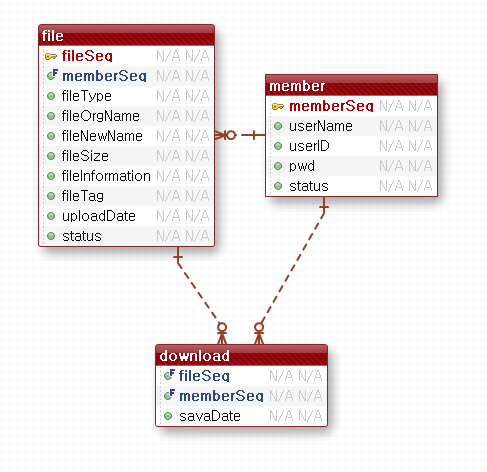 file
fileSeq N/A N/A
memberSeq N/A N/A
fileType N/A N/A
fileOrgName N/A N/A
fileNewName N/A N/A
fileSize N/A N/A
fileInformation N/A N/A
fileTag N/A N/A
uploadDate N/A N/A
status N/A N/A
member
memberSeq N/A N/A
userName N/A N/A
userID N/A N/A
pwd N/A N/A
status N/A N/A
download
fileSeq N/A N/A
memberSeq N/A N/A
savaDate N/A N/A